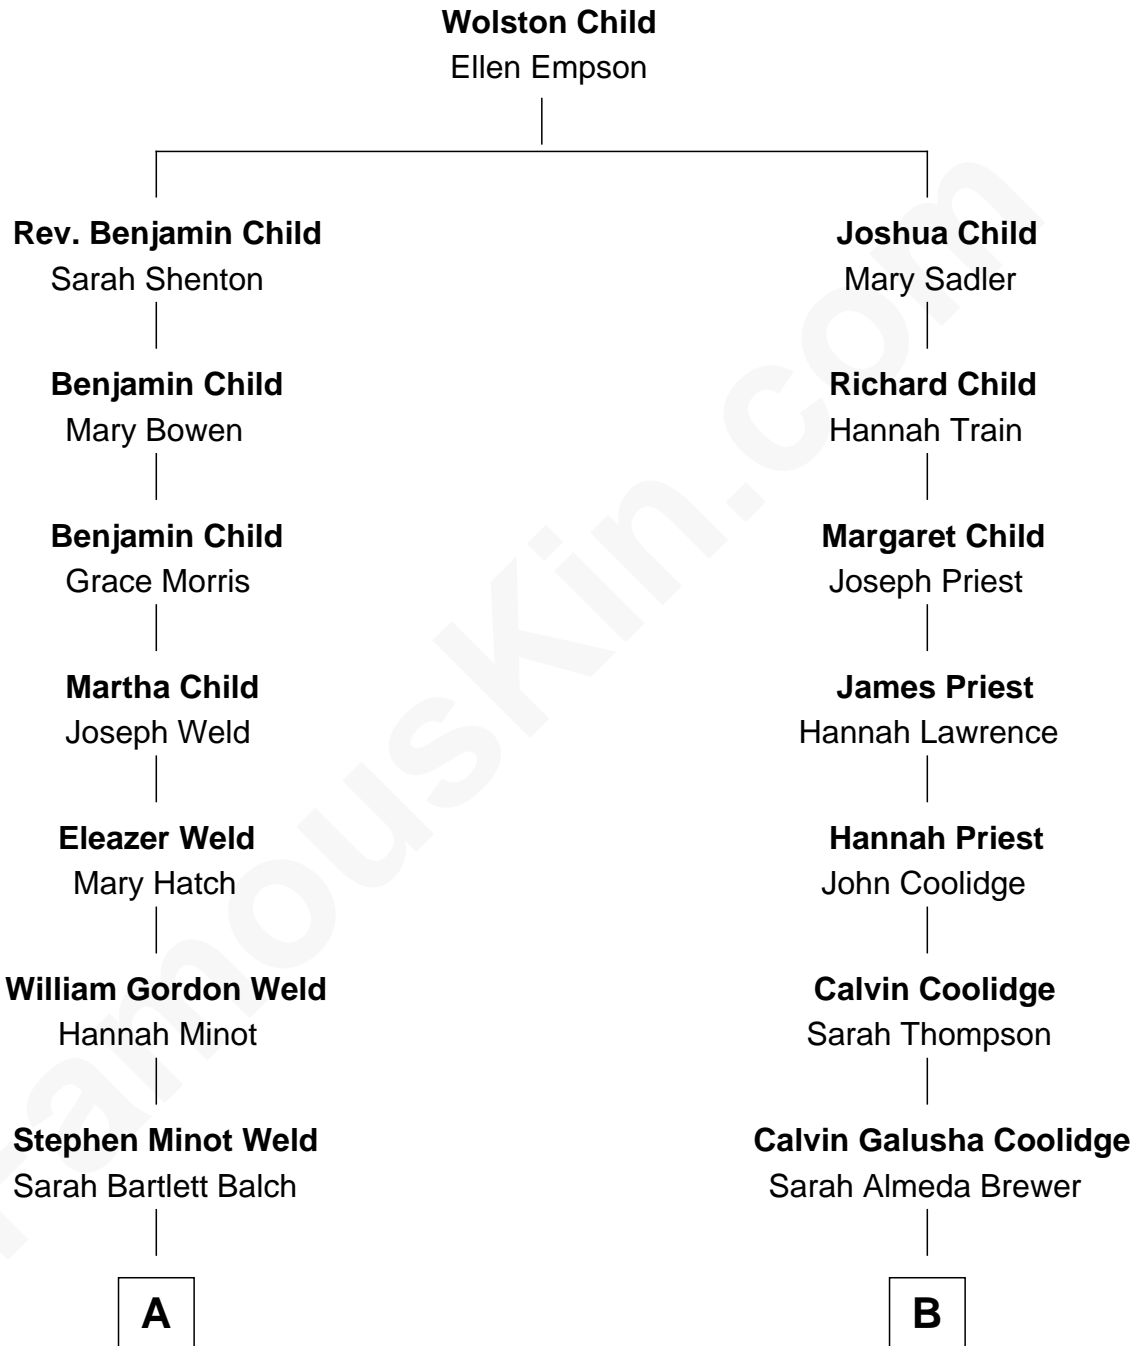 Wolston Child
Ellen Empson
Rev. Benjamin Child
Sarah Shenton
Benjamin Child
Mary Bowen
Benjamin Child
Grace Morris
Martha Child
Joseph Weld
Eleazer Weld
Mary Hatch
William Gordon Weld
Hannah Minot
Stephen Minot Weld
Sarah Bartlett Balch
A
Joshua Child
Mary Sadler
Richard Child
Hannah Train
Margaret Child
Joseph Priest
James Priest
Hannah Lawrence
Hannah Priest
John Coolidge
Calvin Coolidge
Sarah Thompson
Calvin Galusha Coolidge
Sarah Almeda Brewer
B
FamousKin.com